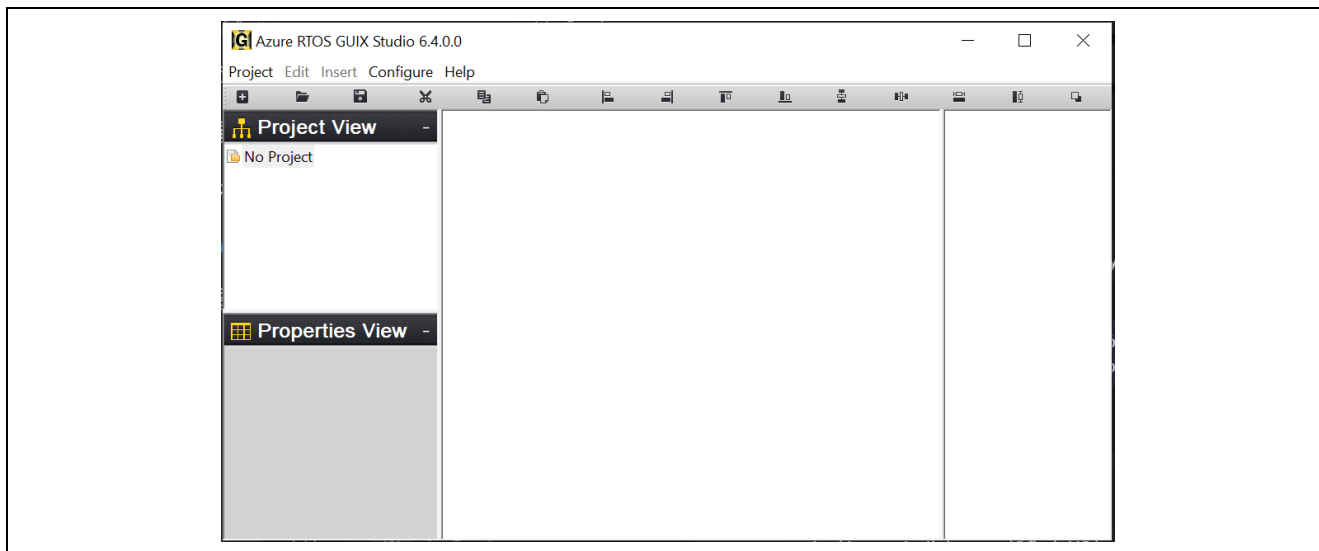 Azure RTOS GUIX Studio 6.4.0.0
Project Edit Insert Configure Help
Project View -
No Project
Properties View -